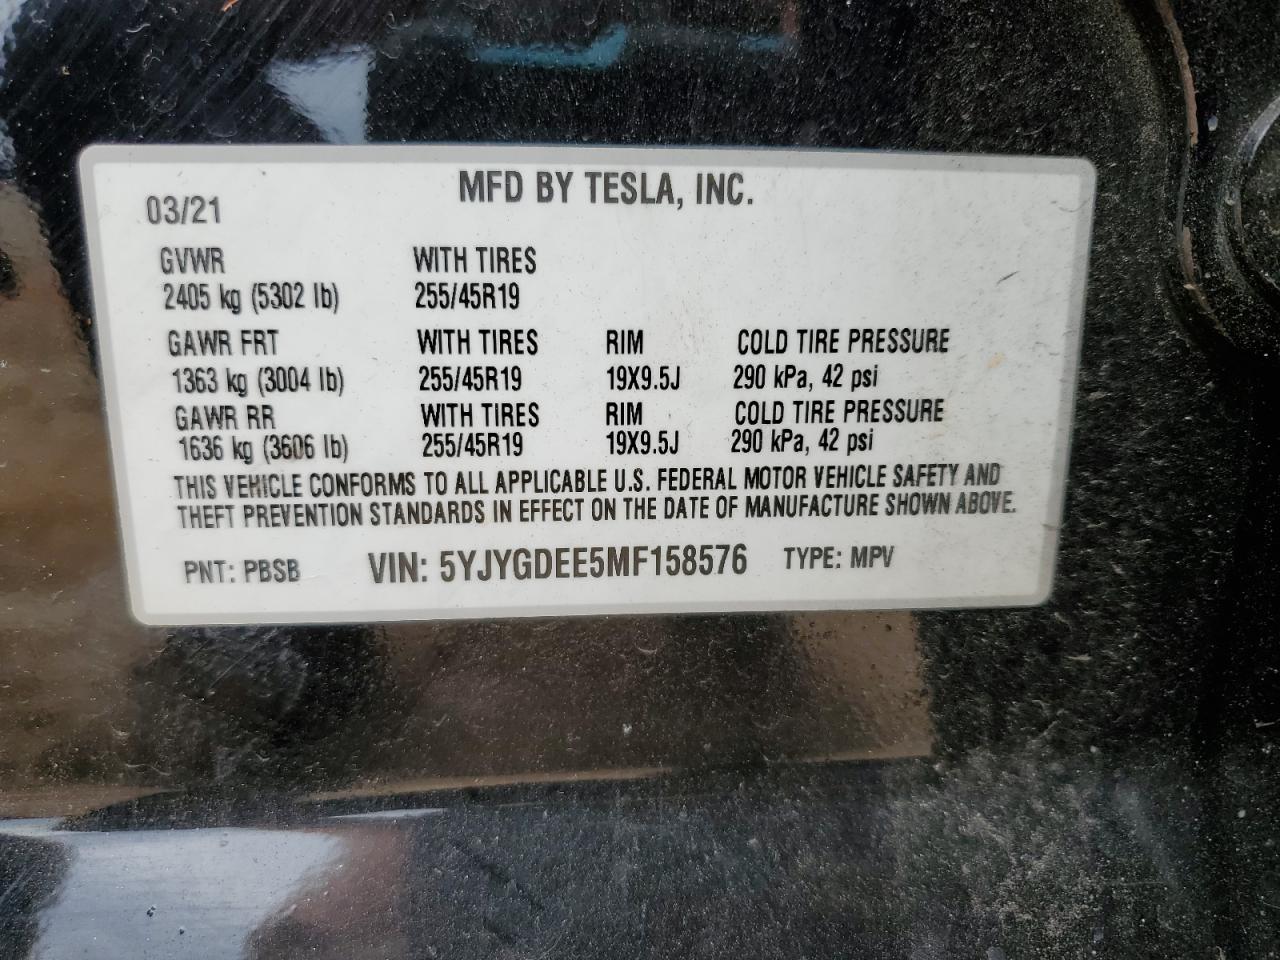 MFD BY TESLA, INC.
03/21
GVWR WITH TIRES
2405 kg (5302 lb) 255/45R19
GAWR FRT WITH TIRES RIM COLD TIRE PRESSURE
1363 kg (3004 lb) 255/45R19 19X9.5J 290 kPa, 42 psi
GAWR RR WITH TIRES RIM COLD TIRE PRESSURE
1636 kg (3606 lb) 255/45R19 19X9.5J 290 kPa, 42 psi
THIS VEHICLE CONFORMS TO ALL APPLICABLE U.S. FEDERAL MOTOR VEHICLE SAFETY AND
THEFT PREVENTION STANDARDS IN EFFECT ON THE DATE OF MANUFACTURE SHOWN ABOVE.
PNT: PBSB VIN: 5YJYGDEE5MF158576 TYPE: MPV